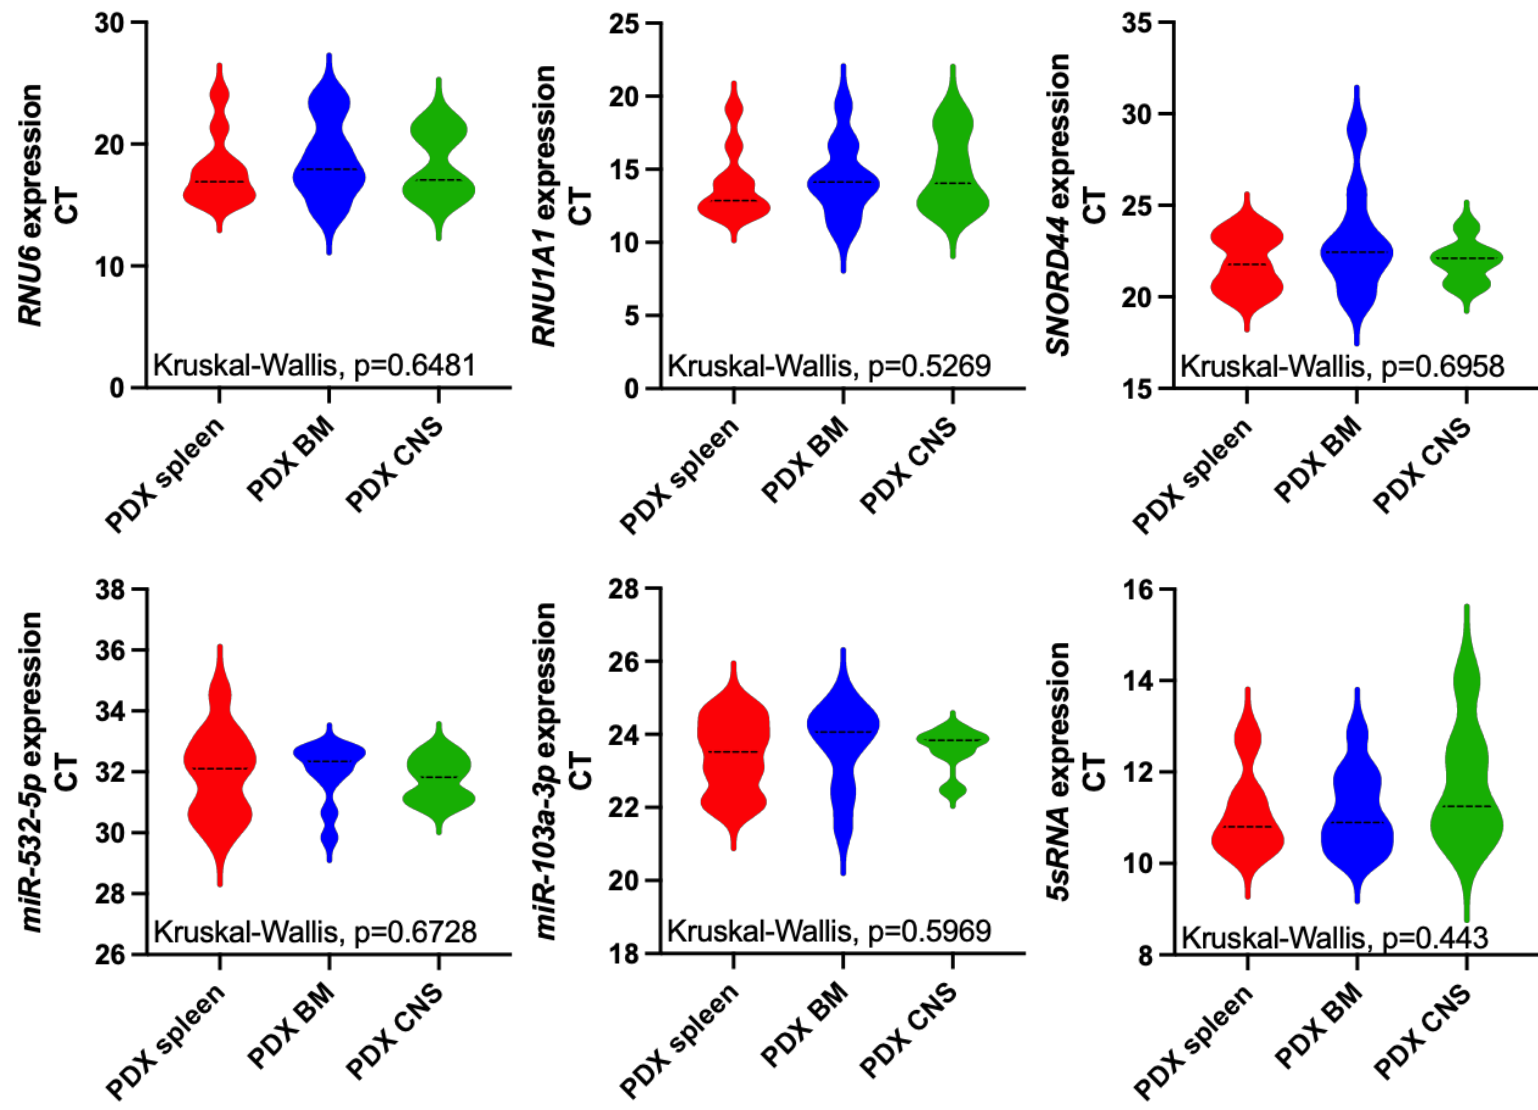 RNU6 expression
CT
30
20
10
0
Kruskal-Wallis, p=0.6481
PDX spleen
PDX BM
PDX CNS
RNU1A1 expression
CT
25
20
15
10
5
0
Kruskal-Wallis, p=0.5269
PDX spleen
PDX BM
PDX CNS
SNORD44 expression
CT
35
30
25
20
15
Kruskal-Wallis, p=0.6958
PDX spleen
PDX BM
PDX CNS
miR-532-5p expression
CT
38
36
34
32
30
28
26
Kruskal-Wallis, p=0.6728
PDX spleen
PDX BM
PDX CNS
miR-103a-3p expression
CT
28
26
24
22
20
18
Kruskal-Wallis, p=0.5969
PDX spleen
PDX BM
PDX CNS
5sRNA expression
CT
16
14
12
10
8
Kruskal-Wallis, p=0.443
PDX spleen
PDX BM
PDX CNS